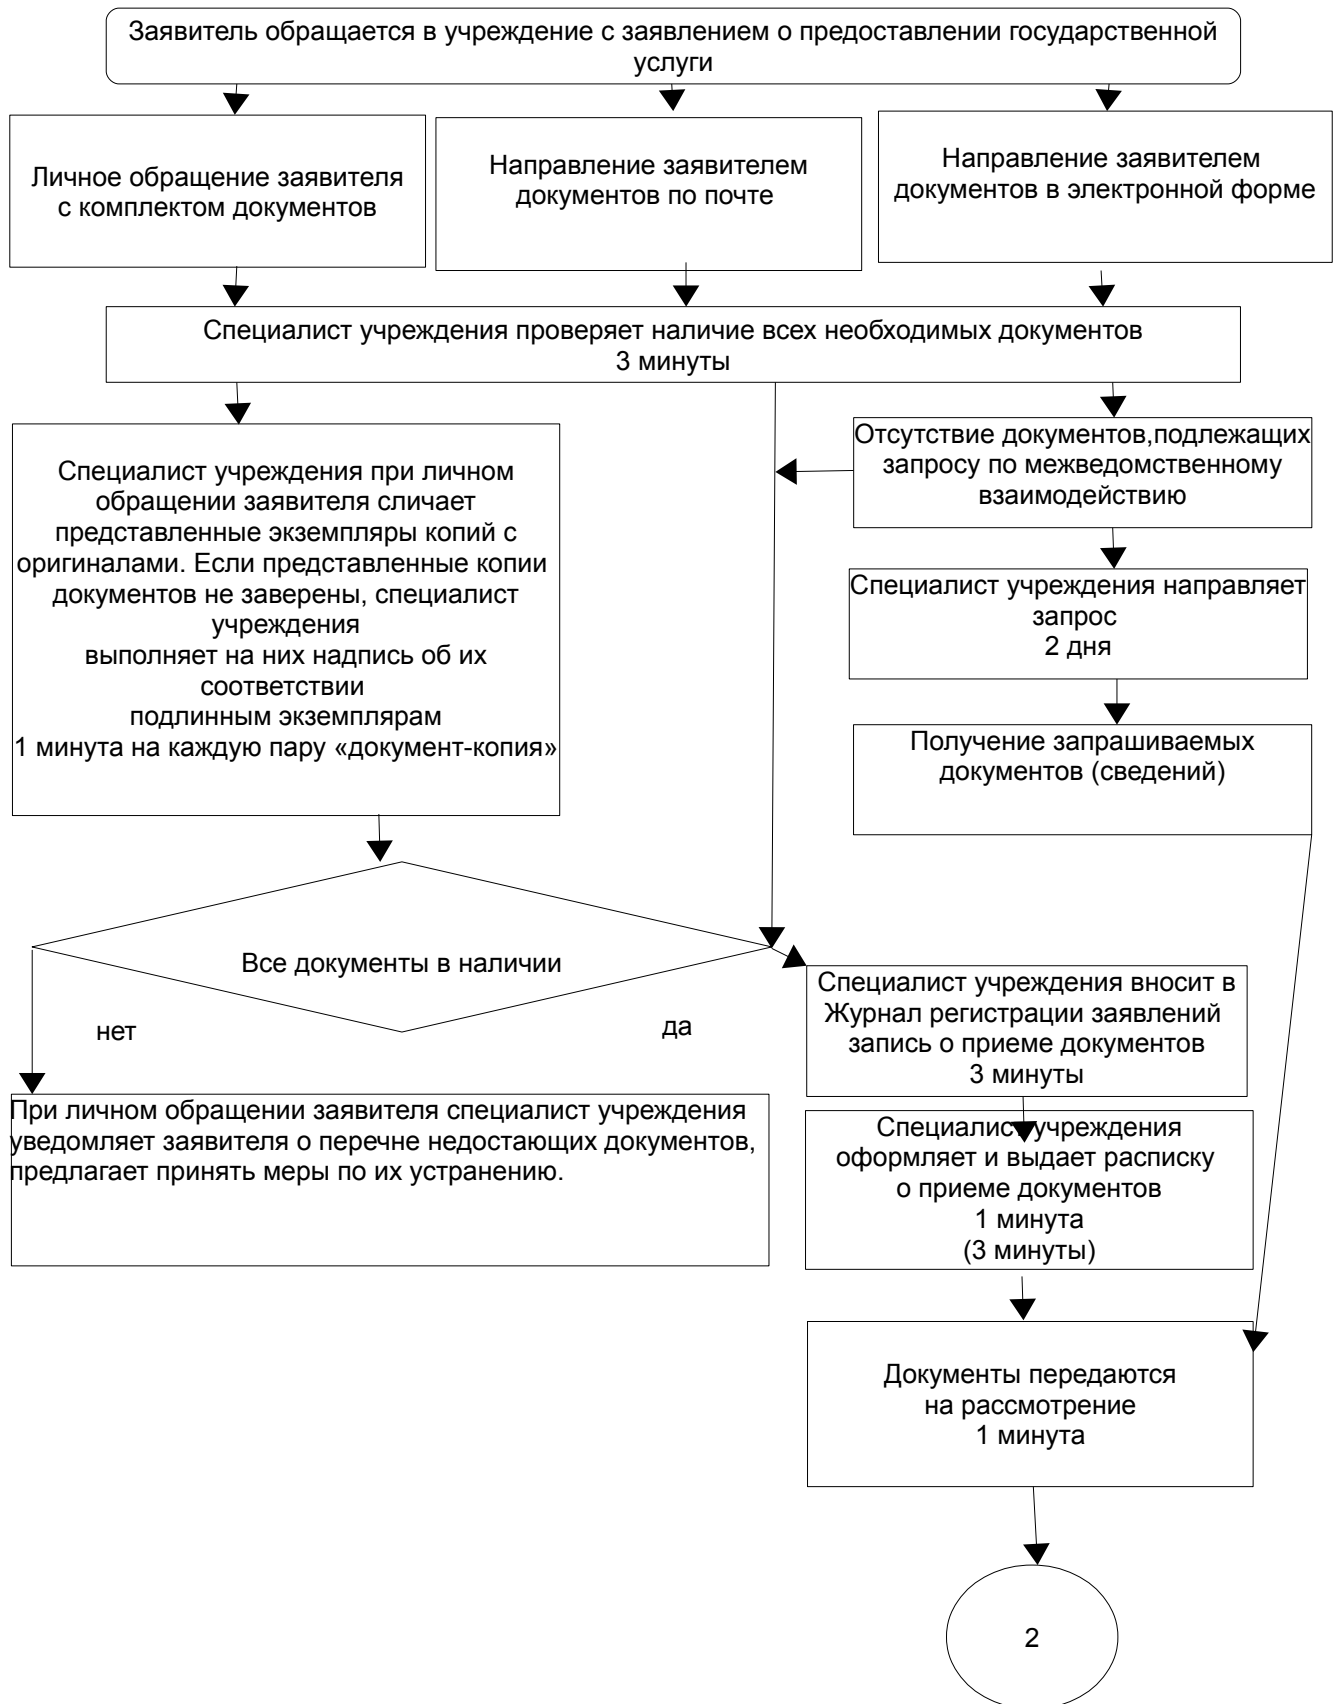 Заявитель обращается в учреждение с заявлением о предоставлении государственной
услуги
Личное обращение заявителя
с комплектом документов
Направление заявителем
документов по почте
Направление заявителем
документов в электронной форме
Специалист учреждения проверяет наличие всех необходимых документов
3 минуты
Специалист учреждения при личном
обращении заявителя сличает
представленные экземпляры копий с
оригиналами. Если представленные копии
документов не заверены, специалист
учреждения
выполняет на них надпись об их
соответствии
подлинным экземплярам
1 минута на каждую пару «документ-копия»
Отсутствие документов,подлежащих
запросу по межведомственному
взаимодействию
Специалист учреждения направляет
запрос
2 дня
Получение запрашиваемых
документов (сведений)
Все документы в наличии
нет
да
Специалист учреждения вносит в
Журнал регистрации заявлений
запись о приеме документов
3 минуты
При личном обращении заявителя специалист учреждения
уведомляет заявителя о перечне недостающих документов,
предлагает принять меры по их устранению.
Специалист учреждения
оформляет и выдает расписку
о приеме документов
1 минута
(3 минуты)
Документы передаются
на рассмотрение
1 минута
2